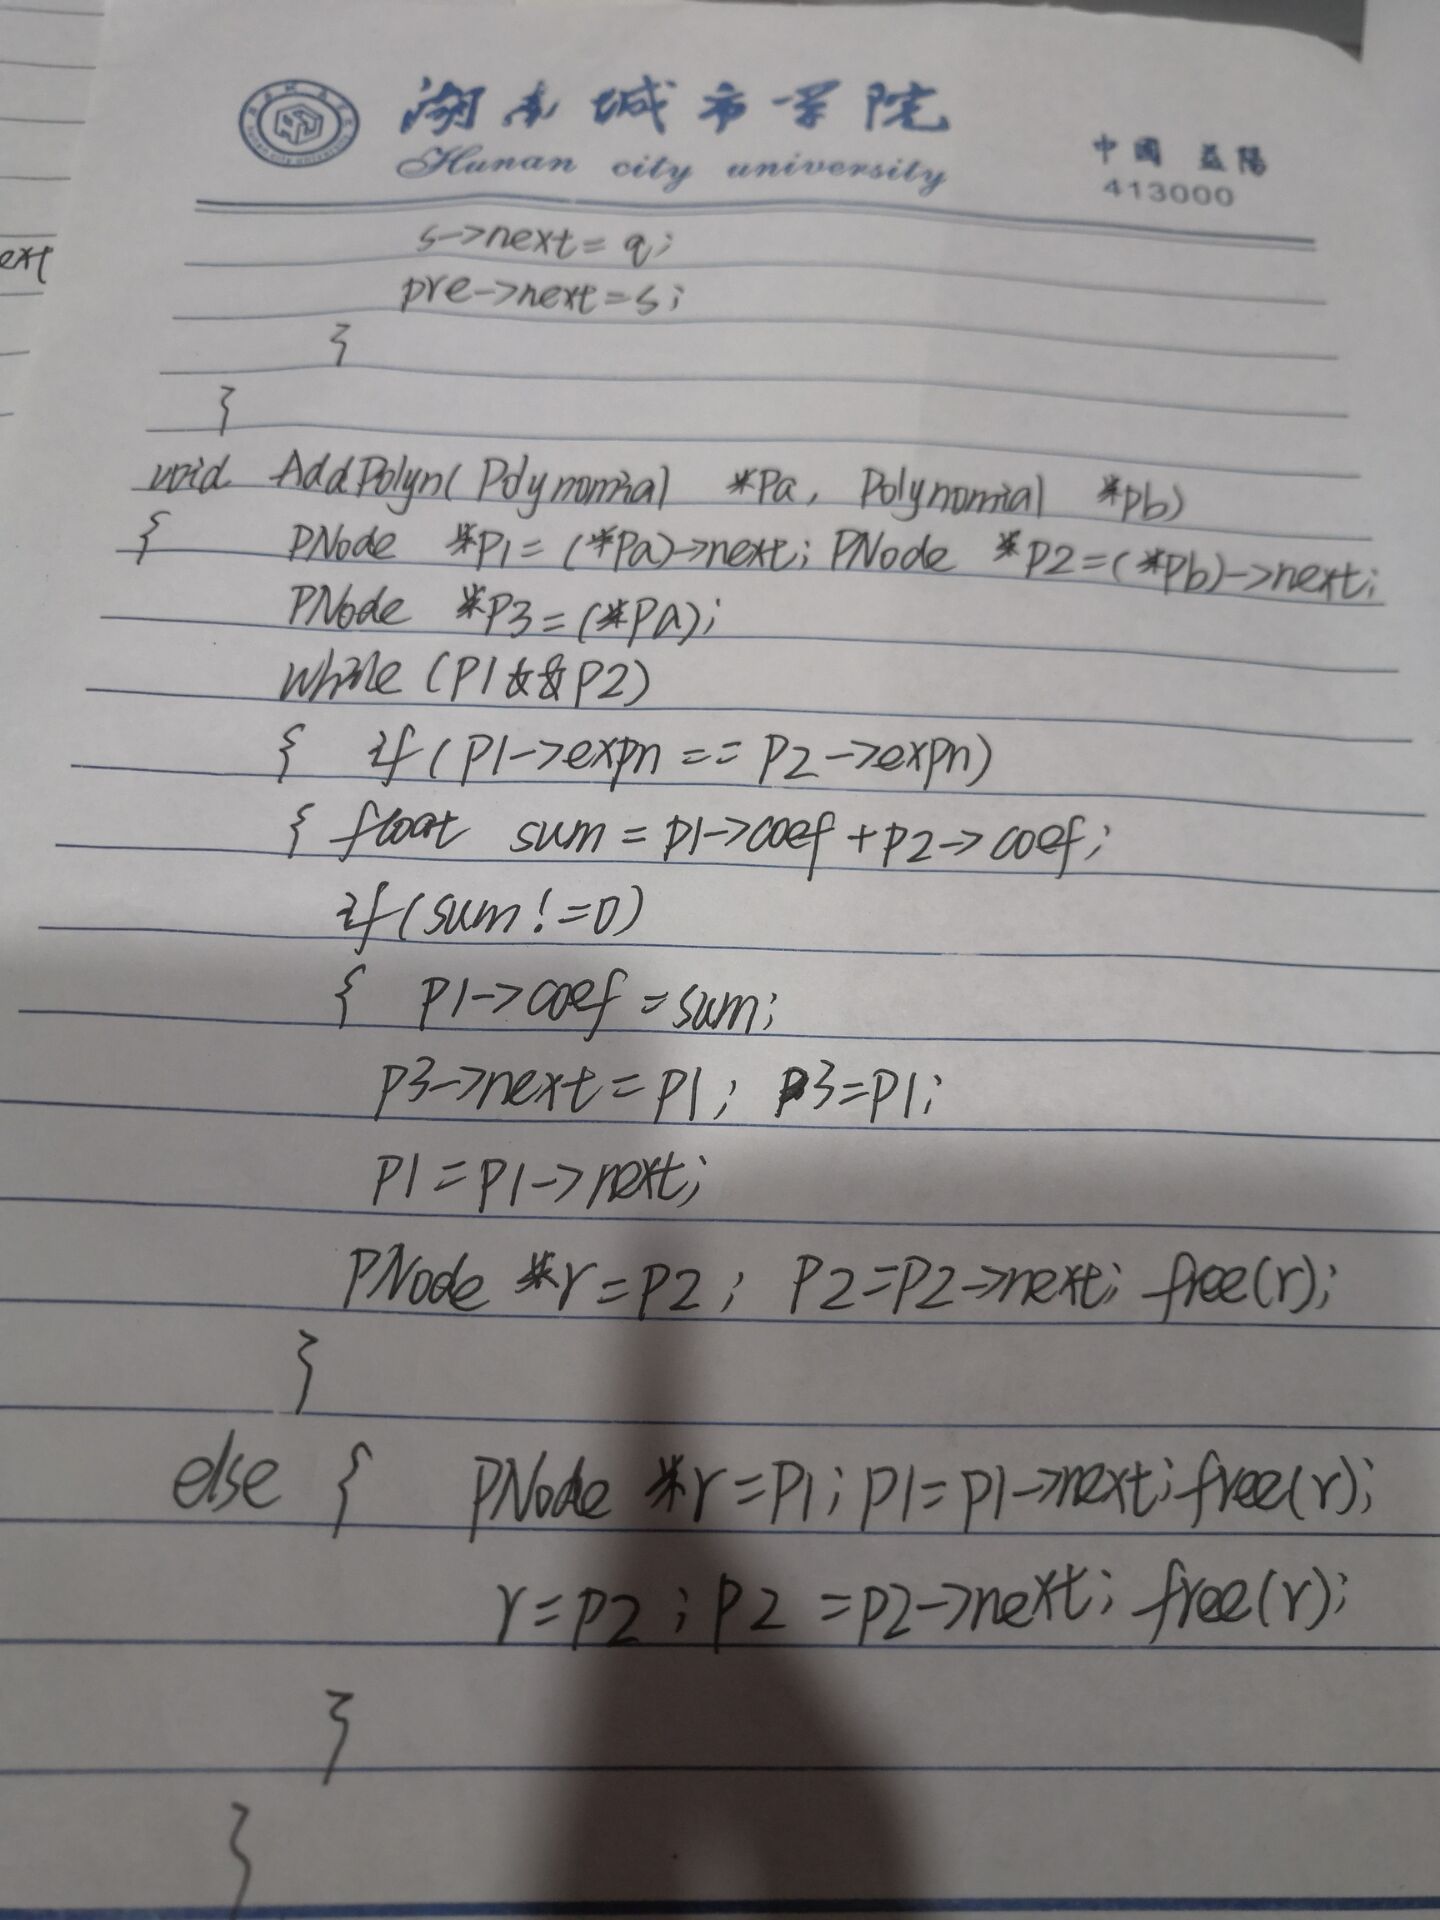 湖南城市学院
Hunan city university
中國 益陽
413000
ext
s->next=q;
pre->next=s;
}
}
void AddPolyn(Polynomial *Pa, Polynomial *pb)
{ PNode *P1=(*Pa)->next; PNode *P2=(*Pb)->next;
PNode *P3=(*Pa);
while (P1&&P2)
{ if(p1->expn==P2->expn)
{ float sum=p1->coef+p2->coef;
if(sum!=0)
{ p1->coef=sum;
p3->next=p1; p3=p1;
p1=p1->next;
PNode *r=p2; p2=p2->next; free(r);
}
else { PNode *r=p1; p1=p1->next; free(r);
r=p2; p2=p2->next; free(r);
}
}